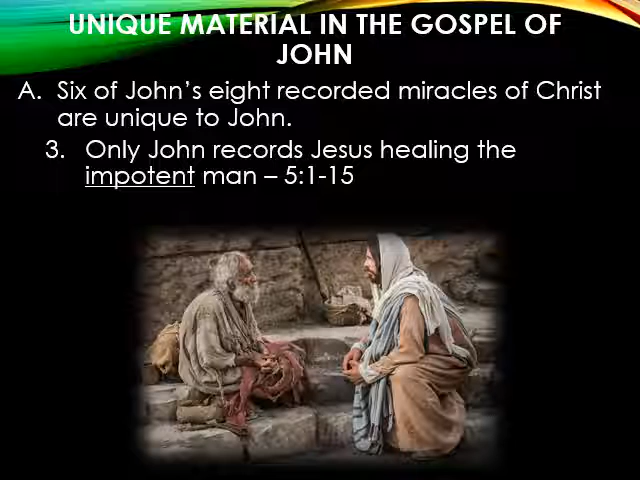 UNIQUE MATERIAL IN THE GOSPEL OF
JOHN
A. Six of John’s eight recorded miracles of Christ
are unique to John.
3. Only John records Jesus healing the
impotent man – 5:1-15